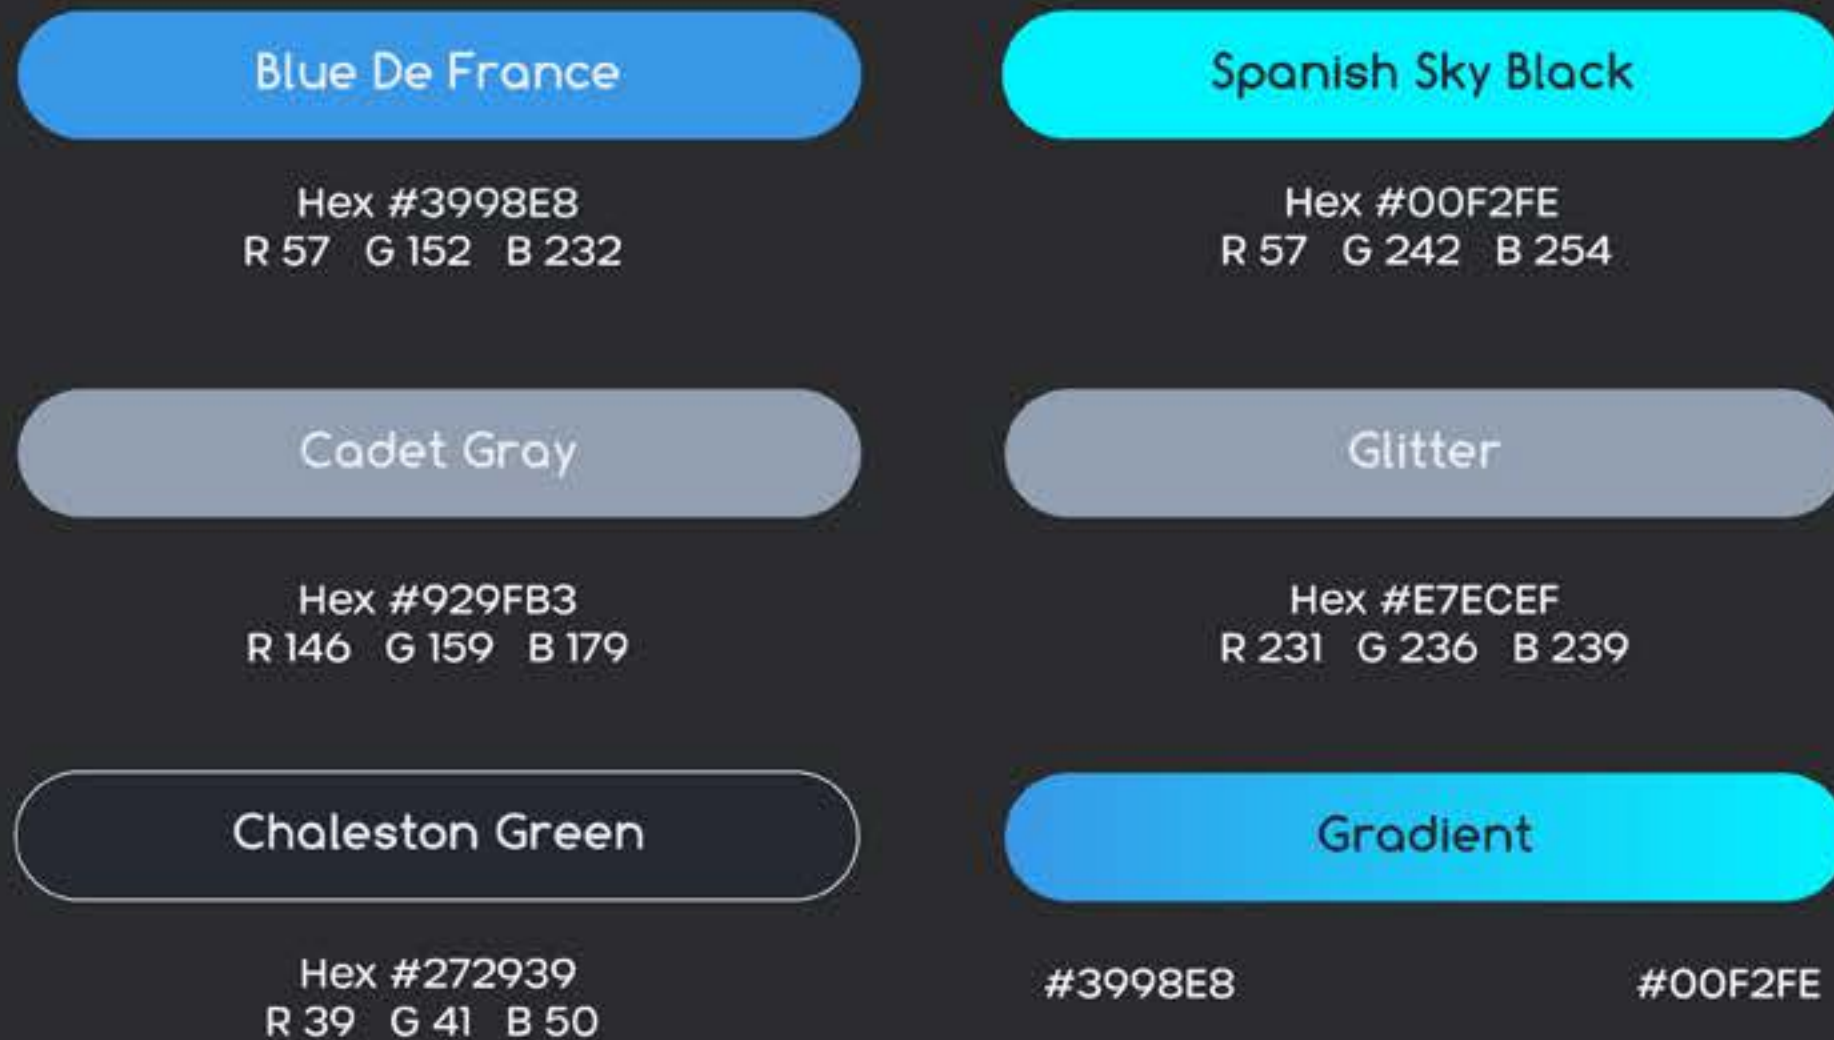 Blue De France
Hex #3998E8
R 57 G 152 B 232
Spanish Sky Black
Hex #00F2FE
R 57 G 242 B 254
Cadet Gray
Hex #929FB3
R 146 G 159 B 179
Glitter
Hex #E7ECEF
R 231 G 236 B 239
Chaleston Green
Hex #272939
R 39 G 41 B 50
Gradient
#3998E8
#00F2FE